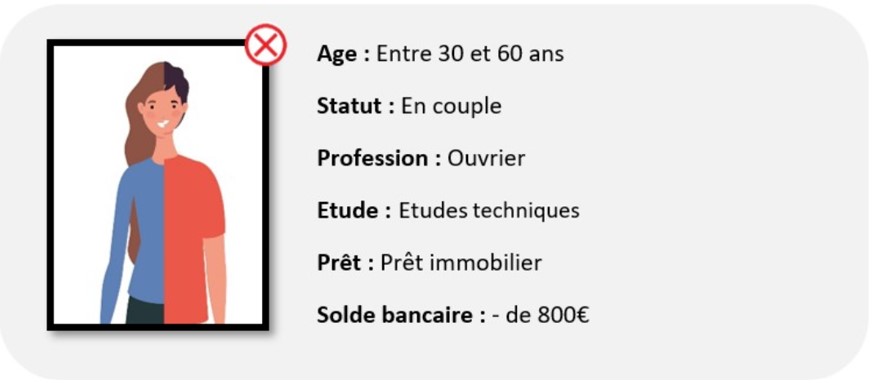 Age : Entre 30 et 60 ans
Statut : En couple
Profession : Ouvrier
Etude : Etudes techniques
Prêt : Prêt immobilier
Solde bancaire : - de 800€